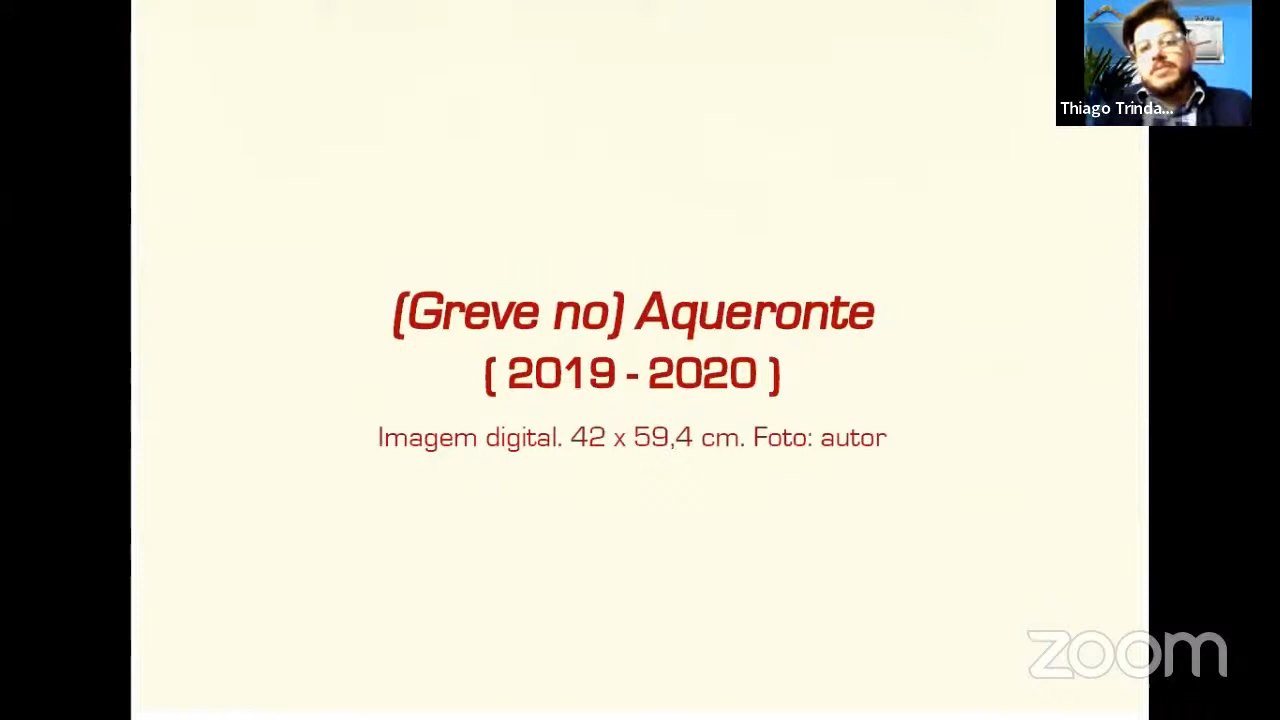 Thiago Trinda...
(Greve no) Aqueronte
( 2019 - 2020 )
Imagem digital. 42 x 59,4 cm. Foto: autor
zoom